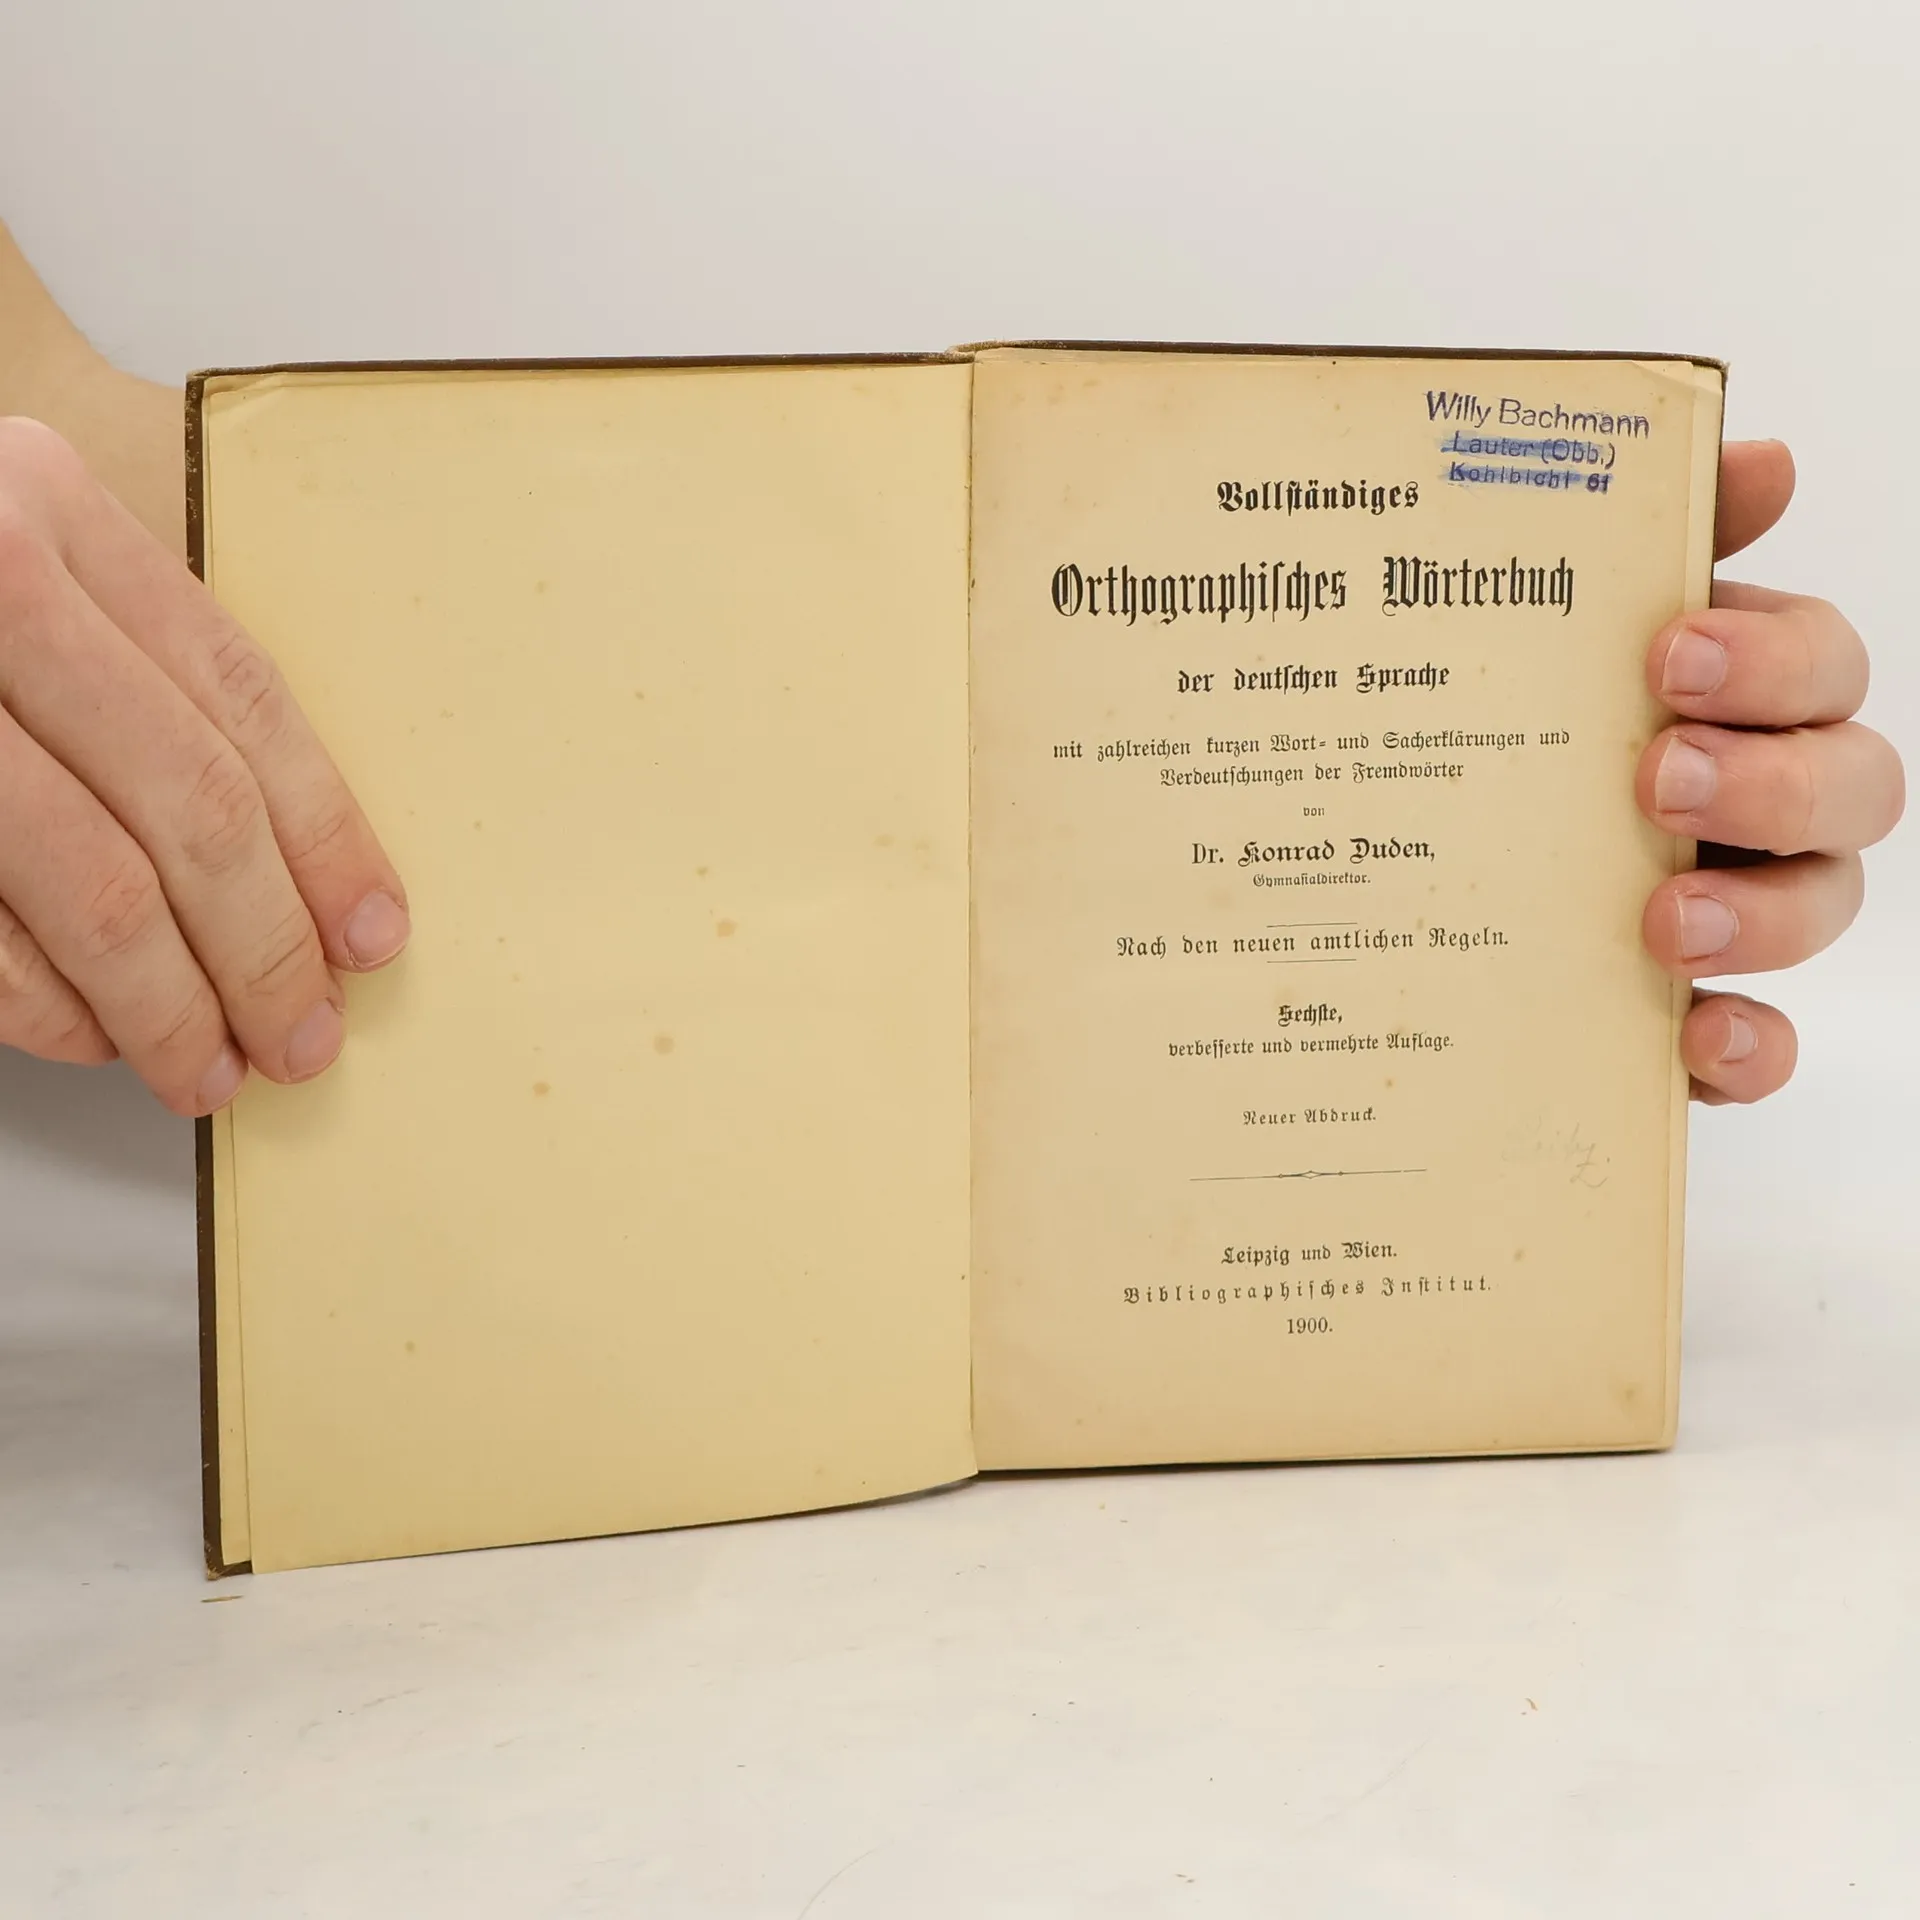 Willy Bachmann
Lauter (Obb.)
Kohlbichl 61
Vollſtändiges
Orthographiſches Wörterbuch
der deutſchen Sprache
mit zahlreichen kurzen Wort- und Sacherklärungen und
Verdeutſchungen der Fremdwörter
von
Dr. Konrad Duden,
Gymnaſialdirektor.
Nach den neuen amtlichen Regeln.
Sechſte,
verbeſſerte und vermehrte Auflage.
Neuer Abdruck.
Leipzig und Wien.
Bibliographiſches Inſtitut.
1900.